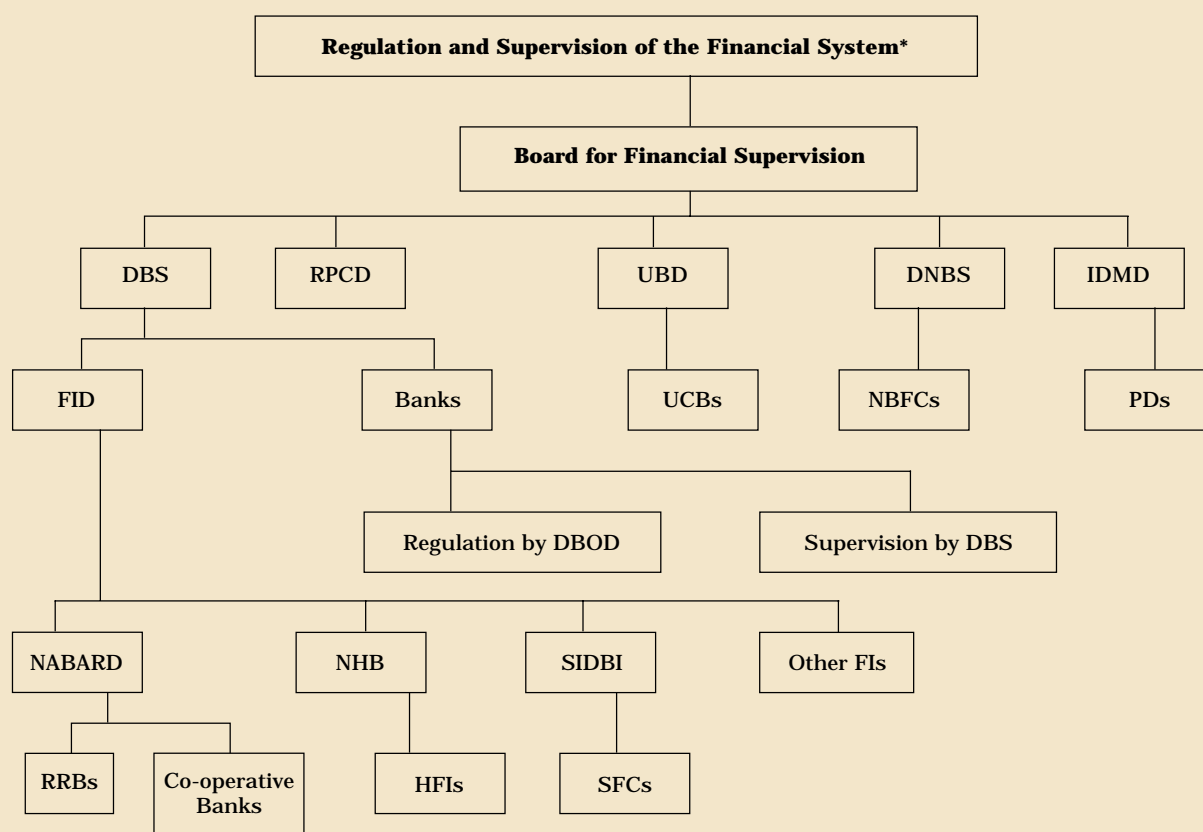 Regulation and Supervision of the Financial System*
Board for Financial Supervision
DBS
RPCD
UBD
DNBS
IDMD
FID
Banks
UCBs
NBFCs
PDs
Regulation by DBOD
Supervision by DBS
NABARD
NHB
SIDBI
Other FIs
RRBs
Co-operative
Banks
HFIs
SFCs